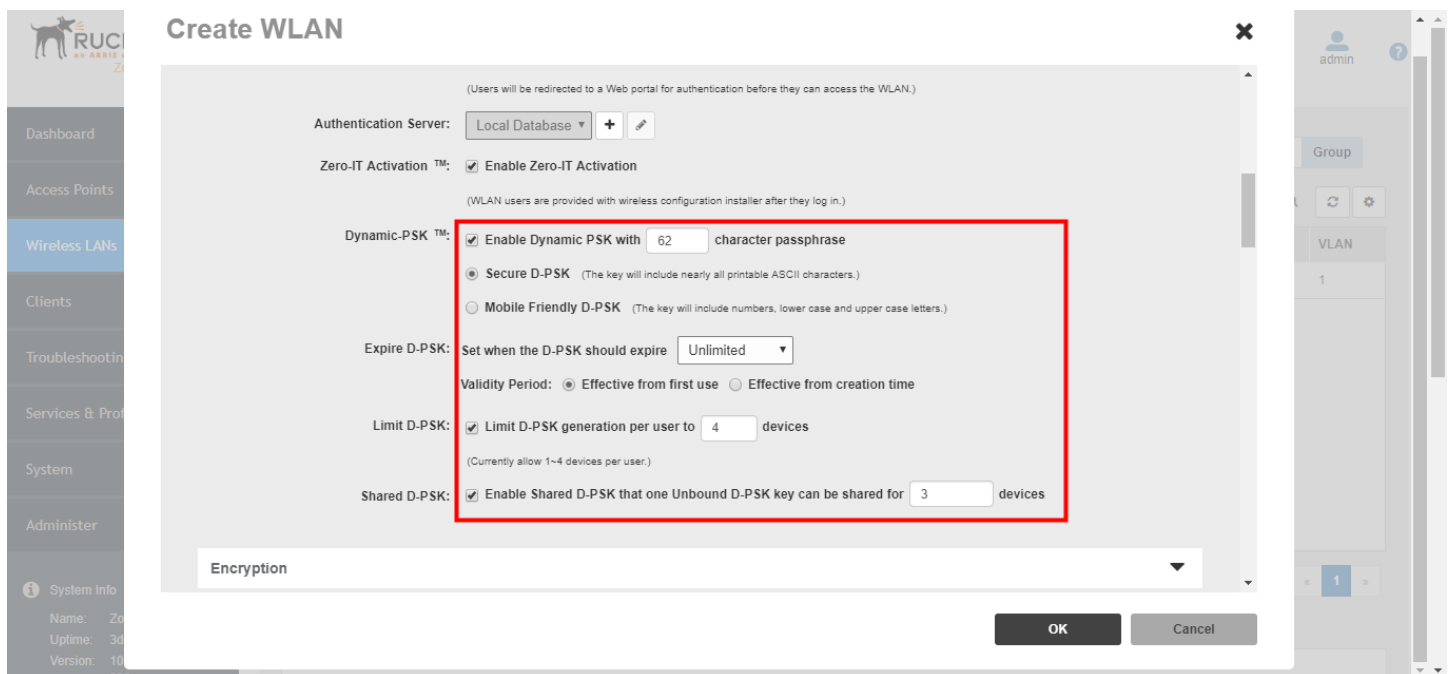 Create WLAN
RUC
an ARRIS
admin
(Users will be redirected to a Web portal for authentication before they can access the WLAN.)
Authentication Server: Local Database
Zero-IT Activation ™: Enable Zero-IT Activation
(WLAN users are provided with wireless configuration installer after they log in.)
Dynamic-PSK ™: Enable Dynamic PSK with 62 character passphrase
Secure D-PSK (The key will include nearly all printable ASCII characters.)
Mobile Friendly D-PSK (The key will include numbers, lower case and upper case letters.)
Expire D-PSK: Set when the D-PSK should expire Unlimited
Validity Period: Effective from first use Effective from creation time
Limit D-PSK: Limit D-PSK generation per user to 4 devices
(Currently allow 1~4 devices per user.)
Shared D-PSK: Enable Shared D-PSK that one Unbound D-PSK key can be shared for 3 devices
Encryption
OK Cancel
Dashboard
Access Points
Wireless LANs
Clients
Troubleshootin
Services & Prof
System
Administer
System Info
Name: Zo
Uptime: 3d
Version: 10
Group
VLAN
1
« 1 »